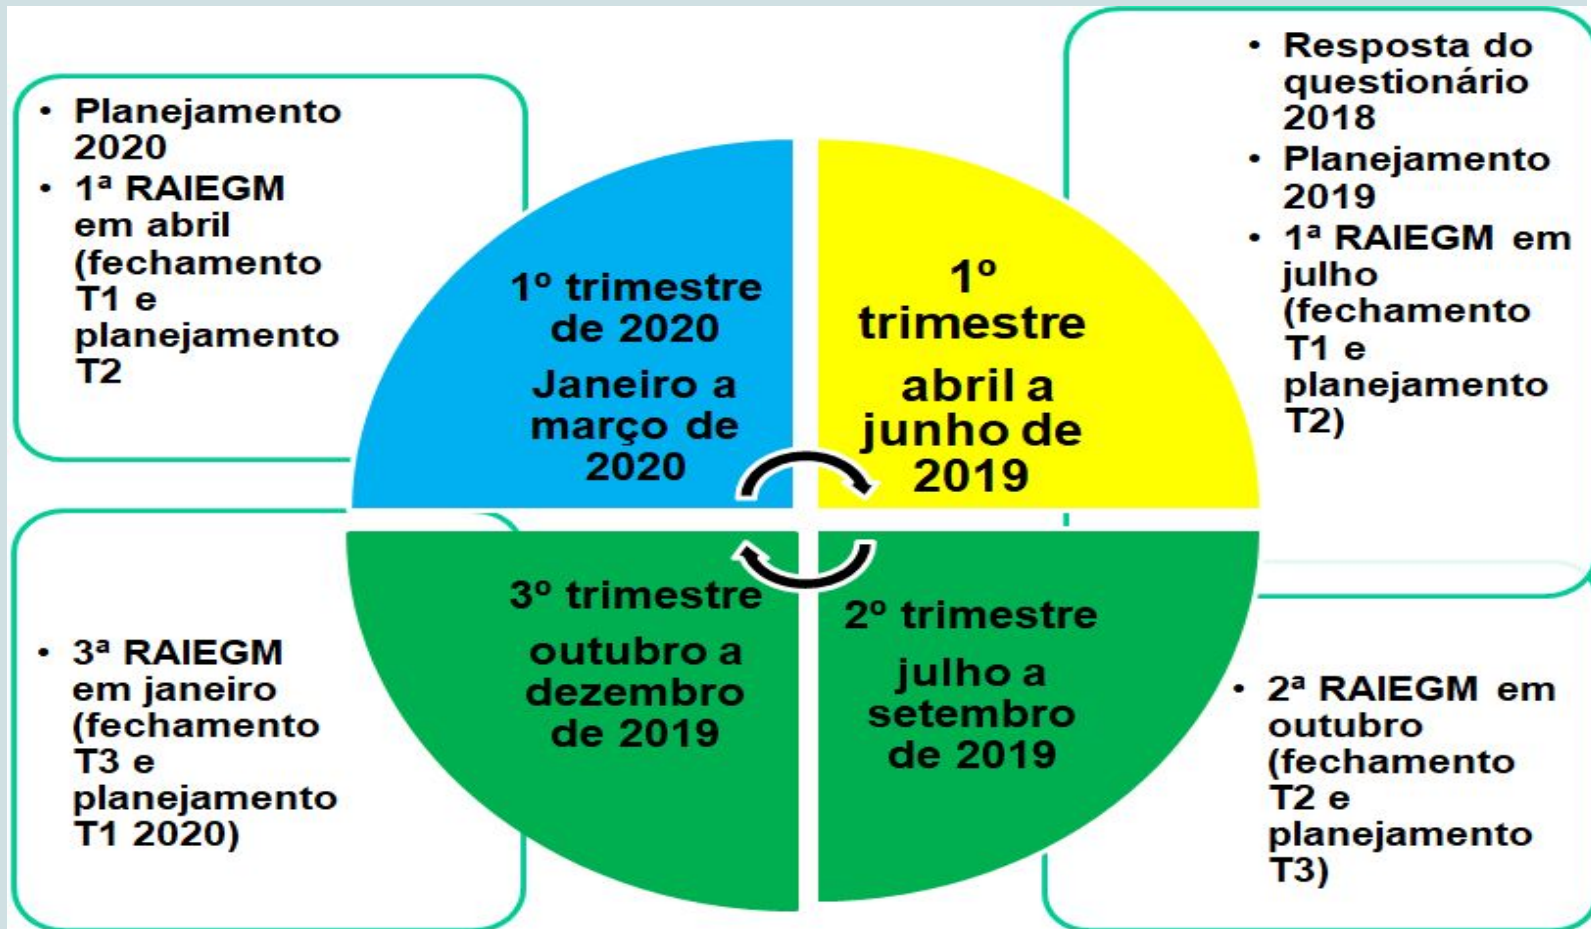 • Planejamento
2020
• 1ª RAIEGM
em abril
(fechamento
T1 e
planejamento
T2
1º trimestre
de 2020
Janeiro a
março de
2020
1º
trimestre
abril a
junho de
2019
• Resposta do
questionário
2018
• Planejamento
2019
• 1ª RAIEGM em
julho
(fechamento
T1 e
planejamento
T2)
• 3ª RAIEGM
em janeiro
(fechamento
T3 e
planejamento
T1 2020)
3º trimestre
outubro a
dezembro
de 2019
2º trimestre
julho a
setembro
de 2019
• 2ª RAIEGM em
outubro
(fechamento
T2 e
planejamento
T3)